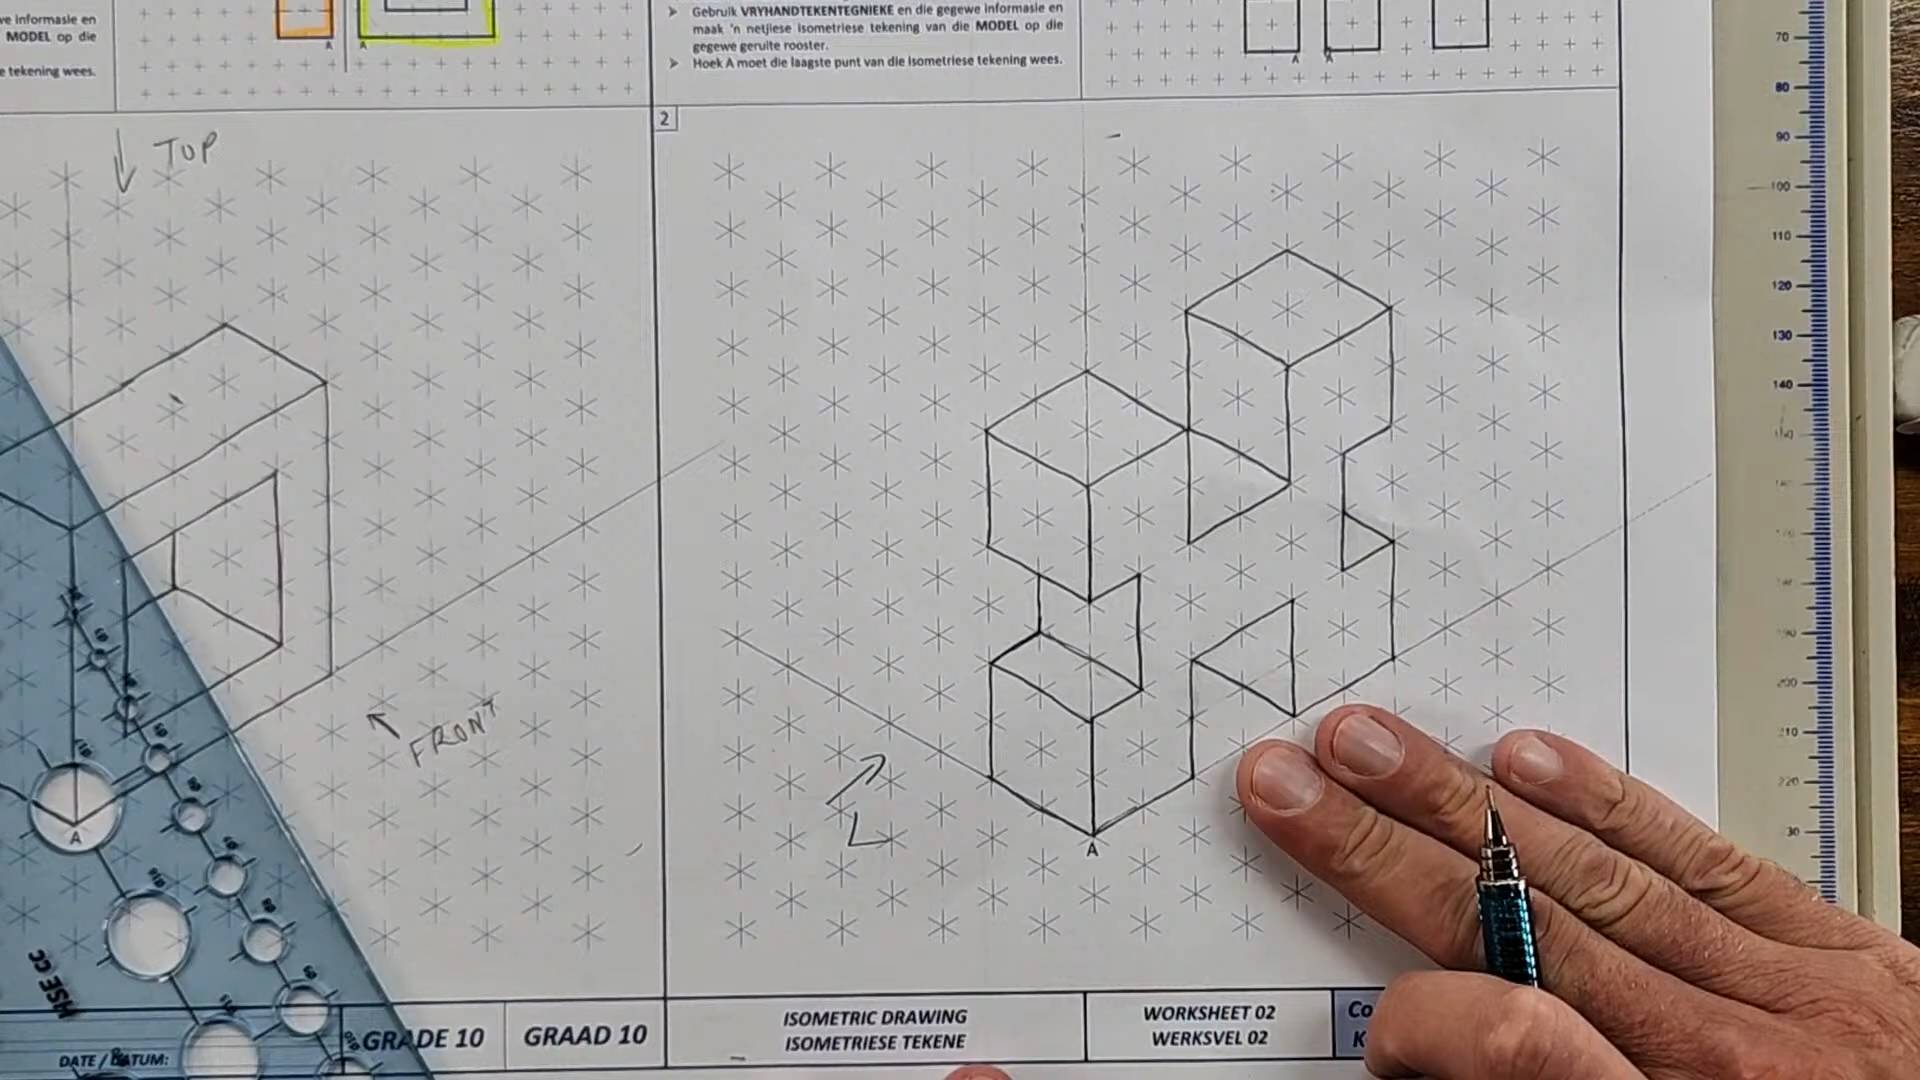 we informasie en
MODEL op die
e tekening wees.
A
A
Gebruik VRYHANDTEKENTEGNIEKE en die gegewe informasie en
maak 'n netjiese isometriese tekening van die MODEL op die
gegewe geruite rooster.
Hoek A moet die laagste punt van die isometriese tekening wees.
A
A
2
TOP
FRONT
A
L
A
70
80
90
100
110
120
130
140
190
200
210
220
30
GRADE 10
GRAAD 10
ISOMETRIC DRAWING
ISOMETRIESE TEKENE
WORKSHEET 02
WERKSVEL 02
Co
K
DATE / DATUM: